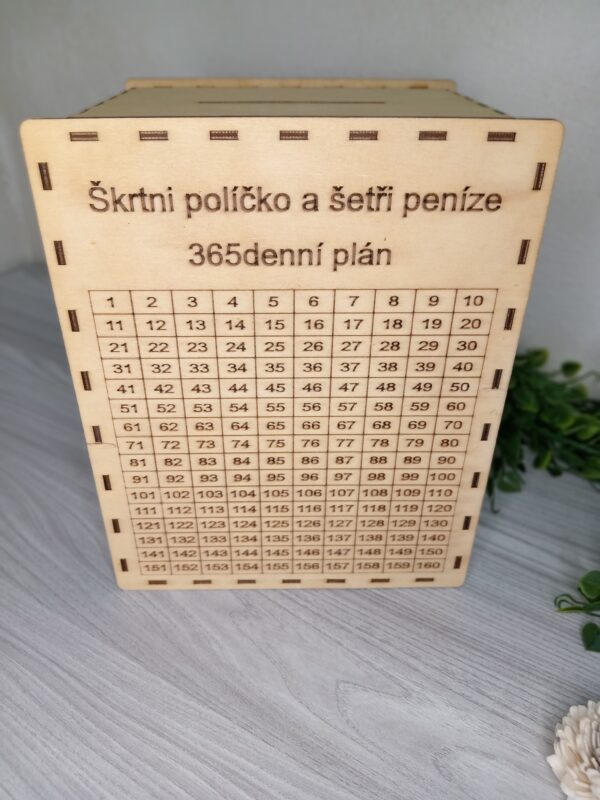 Škrtni políčko a šetři peníze
365denní plán
1 2 3 4 5 6 7 8 9 10
11 12 13 14 15 16 17 18 19 20
21 22 23 24 25 26 27 28 29 30
31 32 33 34 35 36 37 38 39 40
41 42 43 44 45 46 47 48 49 50
51 52 53 54 55 56 57 58 59 60
61 62 63 64 65 66 67 68 69 70
71 72 73 74 75 76 77 78 79 80
81 82 83 84 85 86 87 88 89 90
91 92 93 94 95 96 97 98 99 100
101 102 103 104 105 106 107 108 109 110
111 112 113 114 115 116 117 118 119 120
121 122 123 124 125 126 127 128 129 130
131 132 133 134 135 136 137 138 139 140
141 142 143 144 145 146 147 148 149 150
151 152 153 154 155 156 157 158 159 160